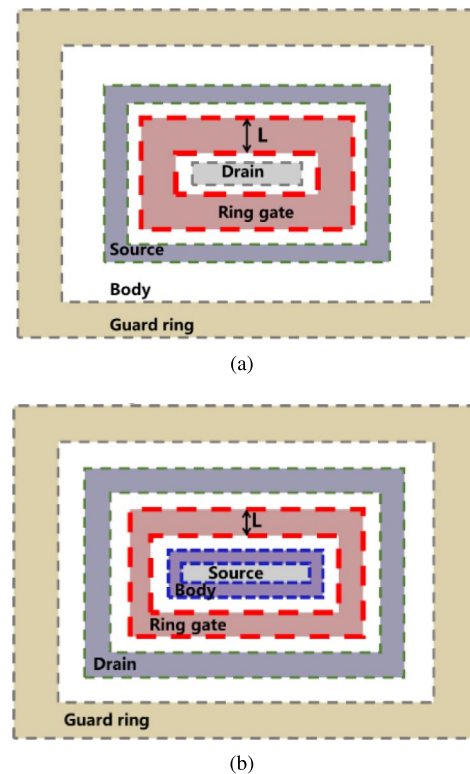 L
Drain
Ring gate
Source
Body
Guard ring
(a)
L
Source
Body
Ring gate
Drain
Guard ring
(b)